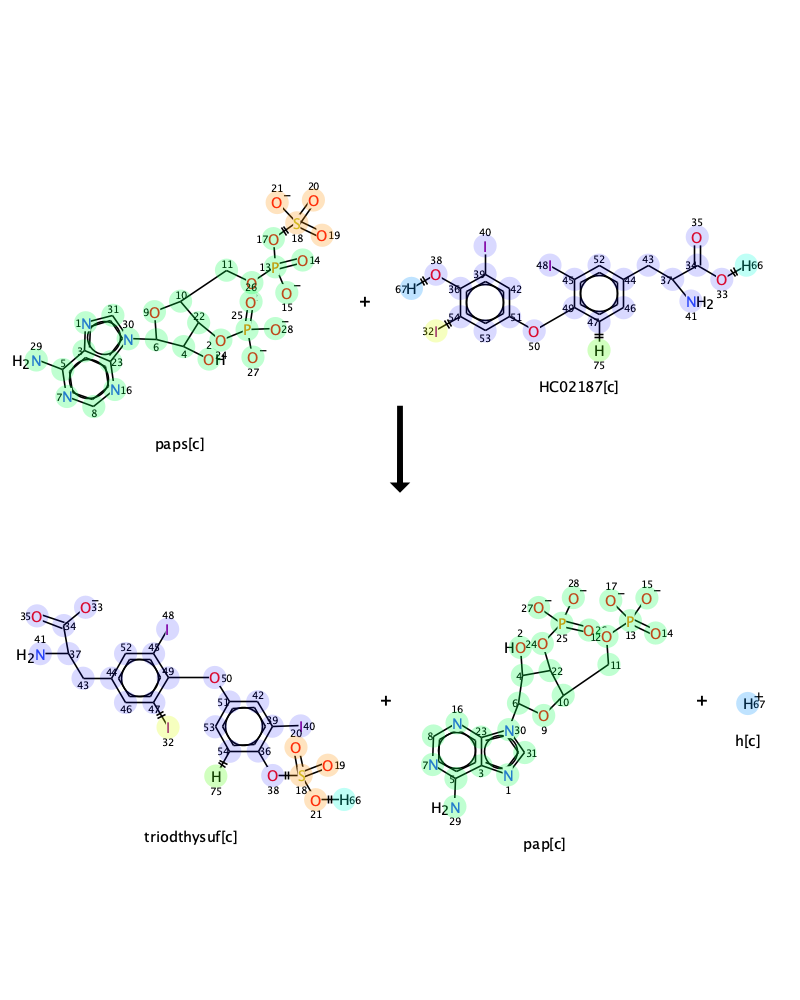 21
O−
20
O
S
18
O 19
17 O
11
13 P
O 14
O
26
O−
15
9 O
10
22
25
O
P
O− 28
O−
27
O
24
2
OH
4
6
31
1 N
30
N
3
23
29
H2N
5
7 N
N 16
8
paps[c]
+
40
I
38
O
67 H
36
39
42
51
53
54
32 I
O
50
48 I
52
45
44
49
46
47
H
75
43
35
O
34
37
O
33
H 66
NH2
41
HC02187[c]
35 O
O− 33
34
41
H2N
37
43
44
52
45
48
I
49
46
47
I
32
O 50
51
42
39
I 40
53
54
36
H
75
O
38
20
O
S
18
O 19
O
21
H 66
triodthysuf[c]
+
28
O−
27 O−
P
25
O
17
O−
15
O−
P
13
O 14
12 O
11
2
HO
24 O
4
22
10
6
O
9
16
N
8
7 N
23
N 30
31
3
N
1
5
H2N
29
pap[c]
+
H+ 67
h[c]